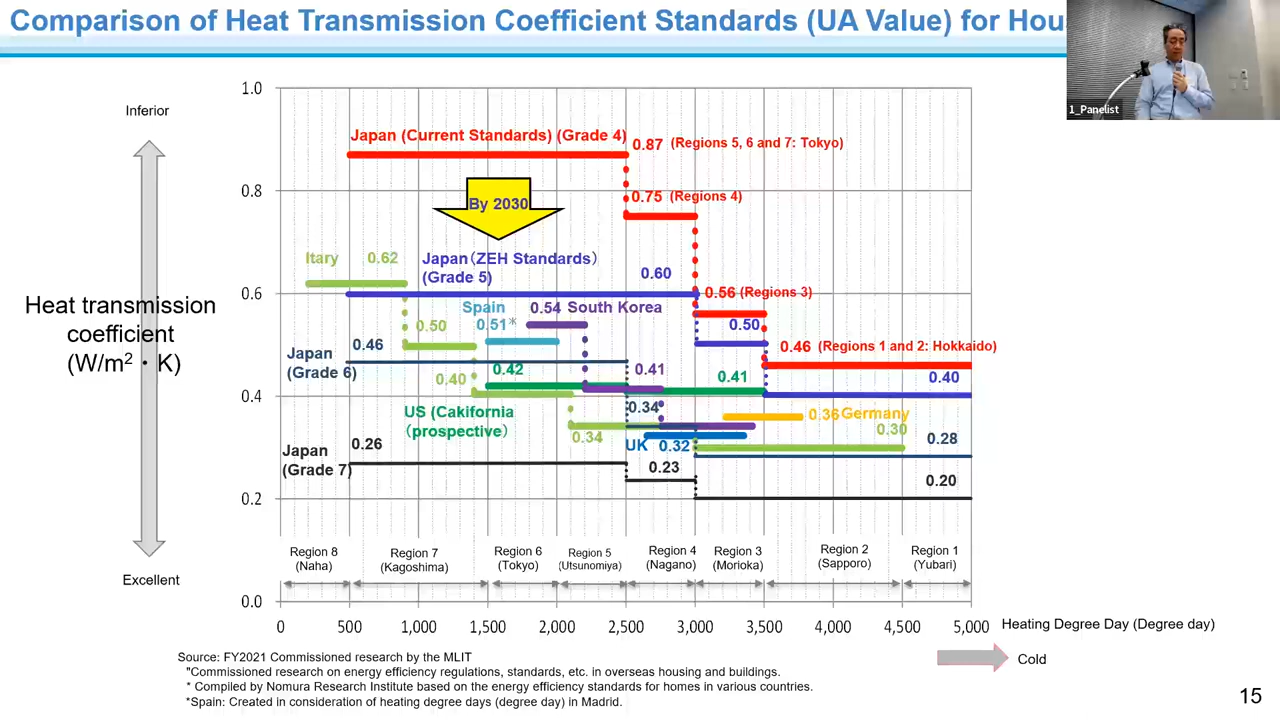 Comparison of Heat Transmission Coefficient Standards (UA Value) for Hou
1_Panelist
Inferior
Heat transmission
coefficient
(W/m2・K)
Excellent
1.0
0.8
0.6
0.4
0.2
0.0
Japan (Current Standards) (Grade 4)
0.87 (Regions 5, 6 and 7: Tokyo)
By 2030
0.75 (Regions 4)
Itary
0.62
Japan（ZEH Standards）
(Grade 5)
0.60
0.56 (Regions 3)
Spain
0.51*
0.54 South Korea
0.50
0.50
Japan
(Grade 6)
0.46
0.46 (Regions 1 and 2: Hokkaido)
0.40
0.42
0.41
0.41
0.40
US (Cakifornia
（prospective）
0.34
0.34
0.36 Germany
0.30
UK 0.32
0.28
Japan
(Grade 7)
0.26
0.23
0.20
Region 8
(Naha)
Region 7
(Kagoshima)
Region 6
(Tokyo)
Region 5
(Utsunomiya)
Region 4
(Nagano)
Region 3
(Morioka)
Region 2
(Sapporo)
Region 1
(Yubari)
0 500 1,000 1,500 2,000 2,500 3,000 3,500 4,000 4,500 5,000
Heating Degree Day (Degree day)
Cold
Source: FY2021 Commissioned research by the MLIT
"Commissioned research on energy efficiency regulations, standards, etc. in overseas housing and buildings.
* Compiled by Nomura Research Institute based on the energy efficiency standards for homes in various countries.
*Spain: Created in consideration of heating degree days (degree day) in Madrid.
15